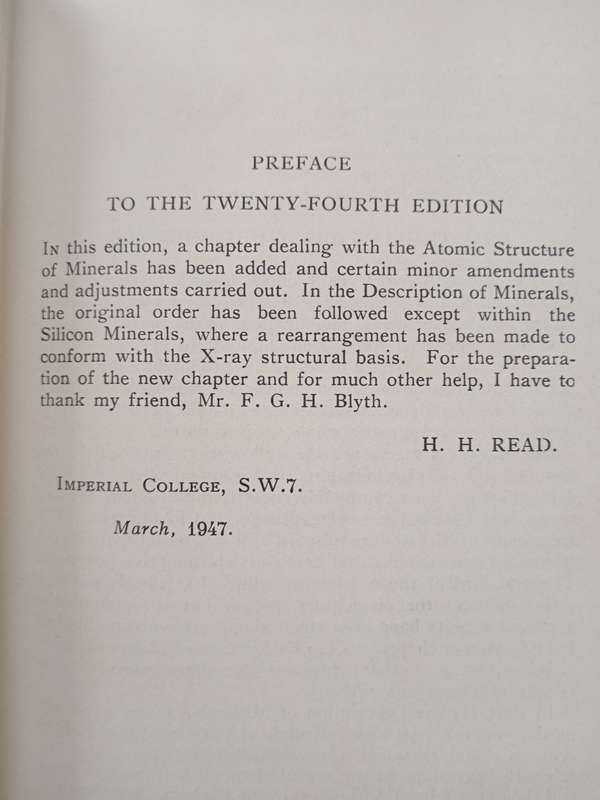 PREFACE
TO THE TWENTY-FOURTH EDITION
In this edition, a chapter dealing with the Atomic Structure
of Minerals has been added and certain minor amendments
and adjustments carried out. In the Description of Minerals,
the original order has been followed except within the
Silicon Minerals, where a rearrangement has been made to
conform with the X-ray structural basis. For the prepara-
tion of the new chapter and for much other help, I have to
thank my friend, Mr. F. G. H. Blyth.
H. H. READ.
Imperial College, S.W.7.
March, 1947.